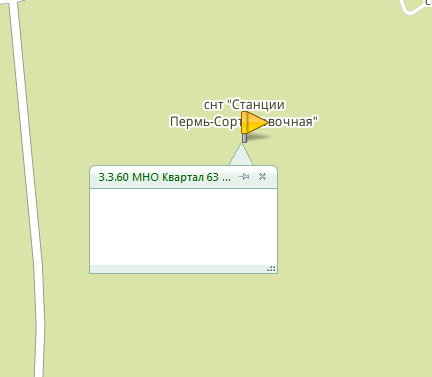 снт "Станции
Пермь-Сорт вочная"
3.3.60 МНО Квартал 63 ...